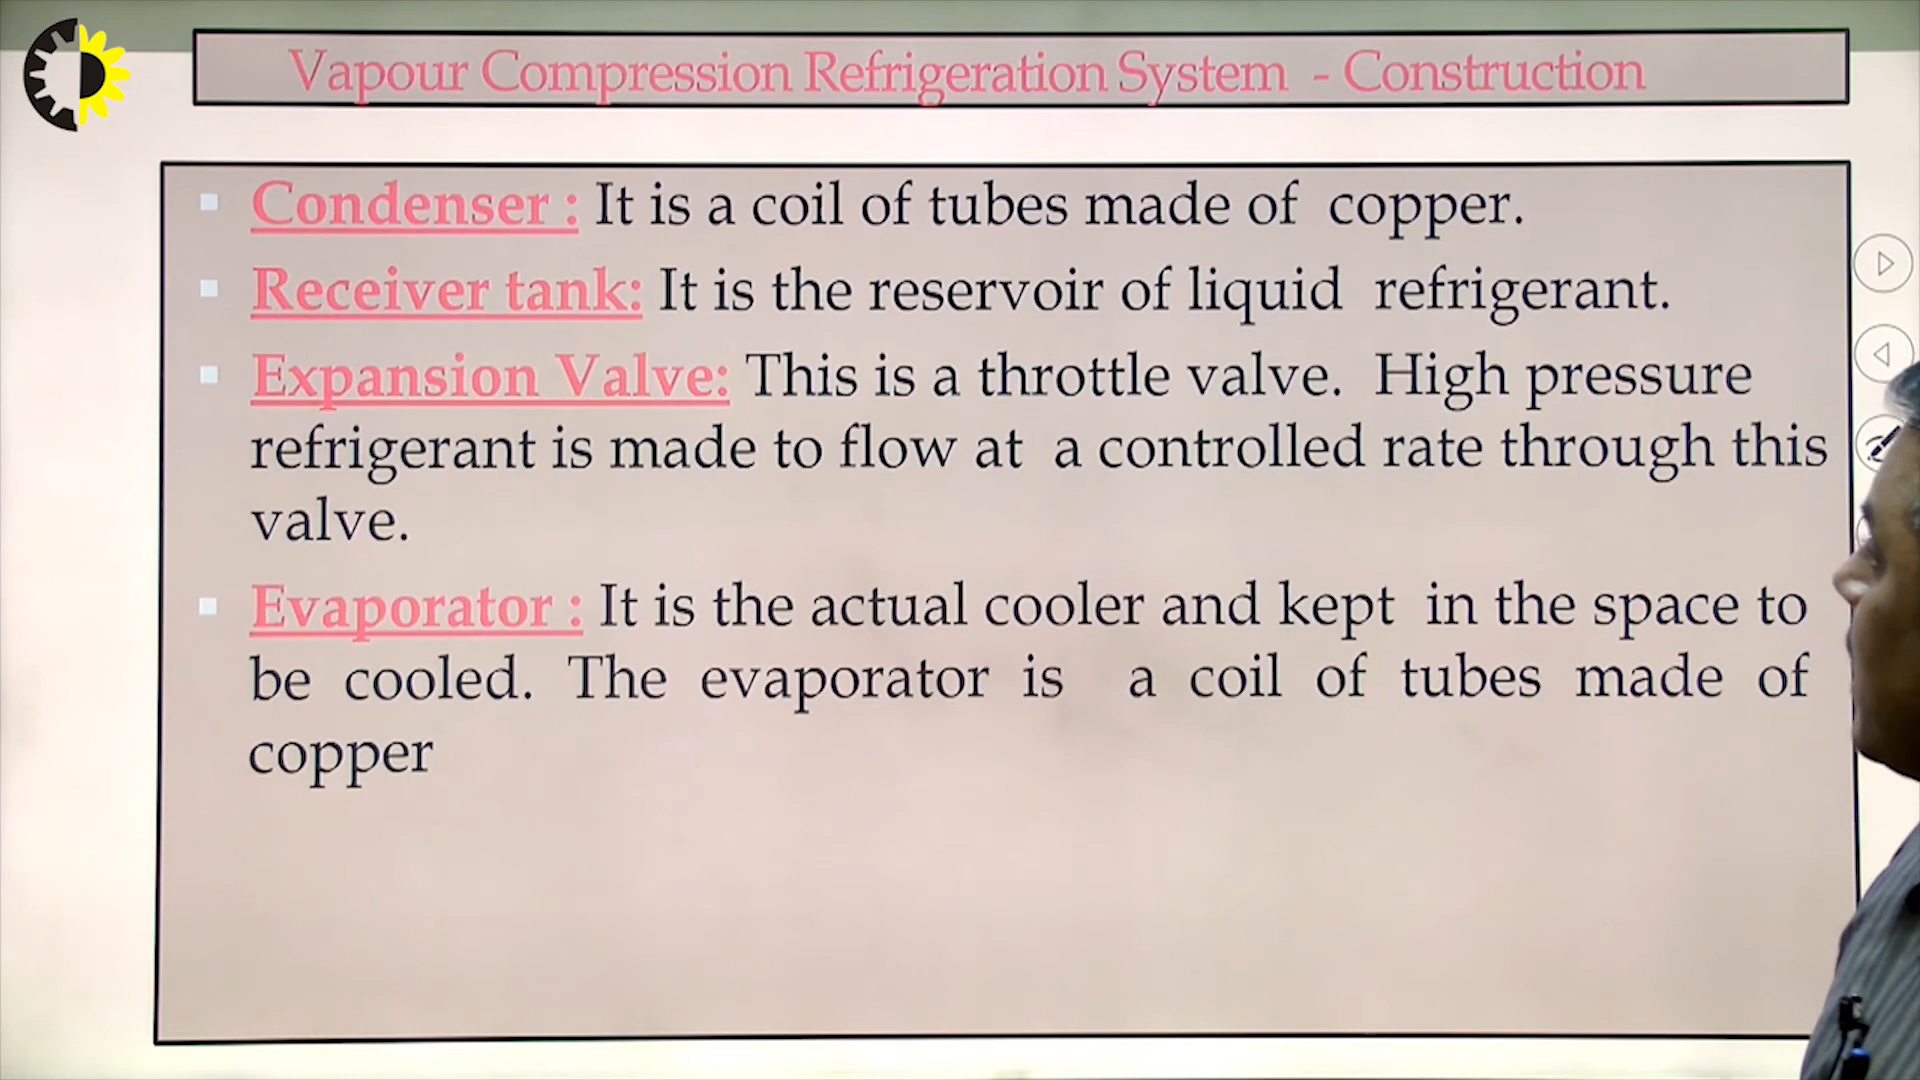 Vapour Compression Refrigeration System - Construction
Condenser : It is a coil of tubes made of copper.
Receiver tank: It is the reservoir of liquid refrigerant.
Expansion Valve: This is a throttle valve. High pressure
refrigerant is made to flow at a controlled rate through this
valve.
Evaporator : It is the actual cooler and kept in the space to
be cooled. The evaporator is a coil of tubes made of
copper